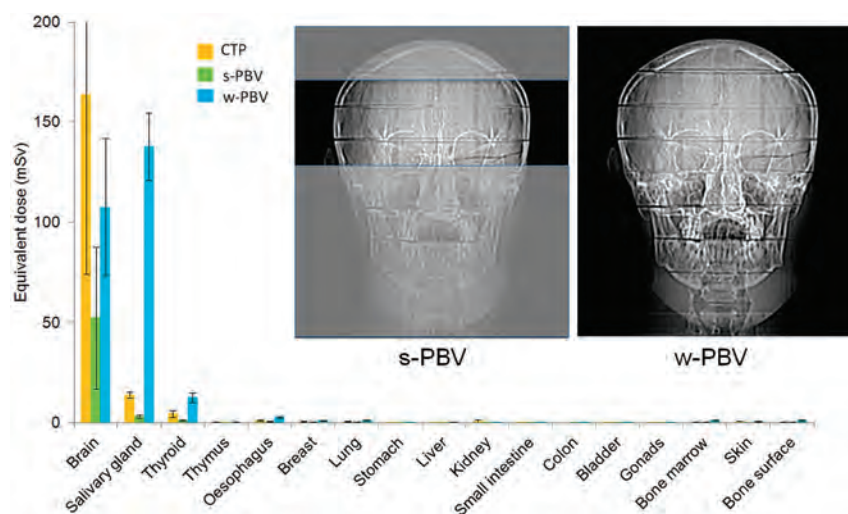 200
150
100
50
0
Equivalent dose (mSv)
CTP
s-PBV
w-PBV
s-PBV
w-PBV
Brain
Salivary gland
Thyroid
Thymus
Oesophagus
Breast
Lung
Stomach
Liver
Kidney
Small intestine
Colon
Bladder
Gonads
Bone marrow
Skin
Bone surface